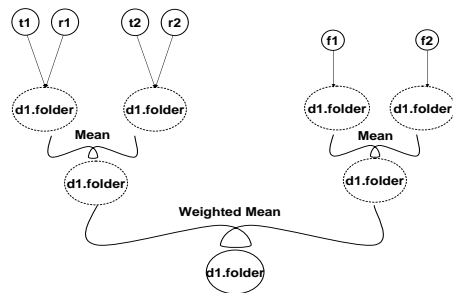 t1 r1 t2 r2
f1 f2
d1.folder d1.folder d1.folder d1.folder
Mean Mean
d1.folder d1.folder
Weighted Mean
d1.folder